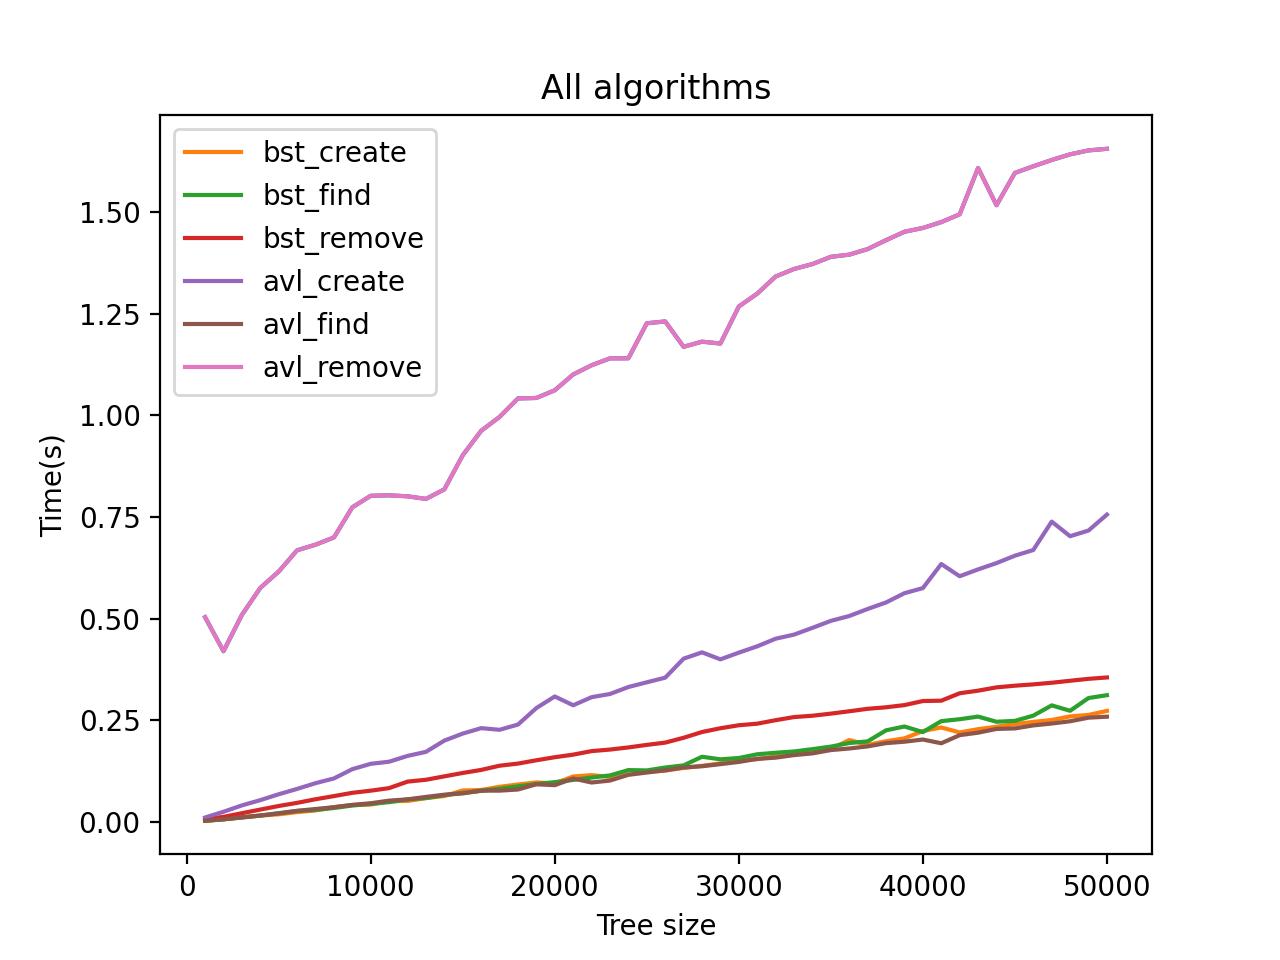 All algorithms
bst_create
bst_find
bst_remove
avl_create
avl_find
avl_remove
Time(s)
1.50
1.25
1.00
0.75
0.50
0.25
0.00
0 10000 20000 30000 40000 50000
Tree size